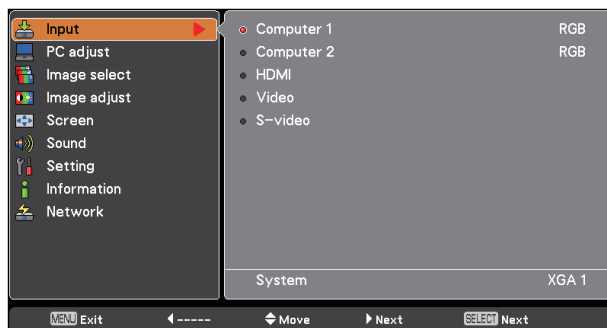 Input
PC adjust
Image select
Image adjust
Screen
Sound
Setting
Information
Network
Computer 1 RGB
Computer 2 RGB
HDMI
Video
S-video
System XGA 1
MENU Exit ----- Move Next SELECT Next